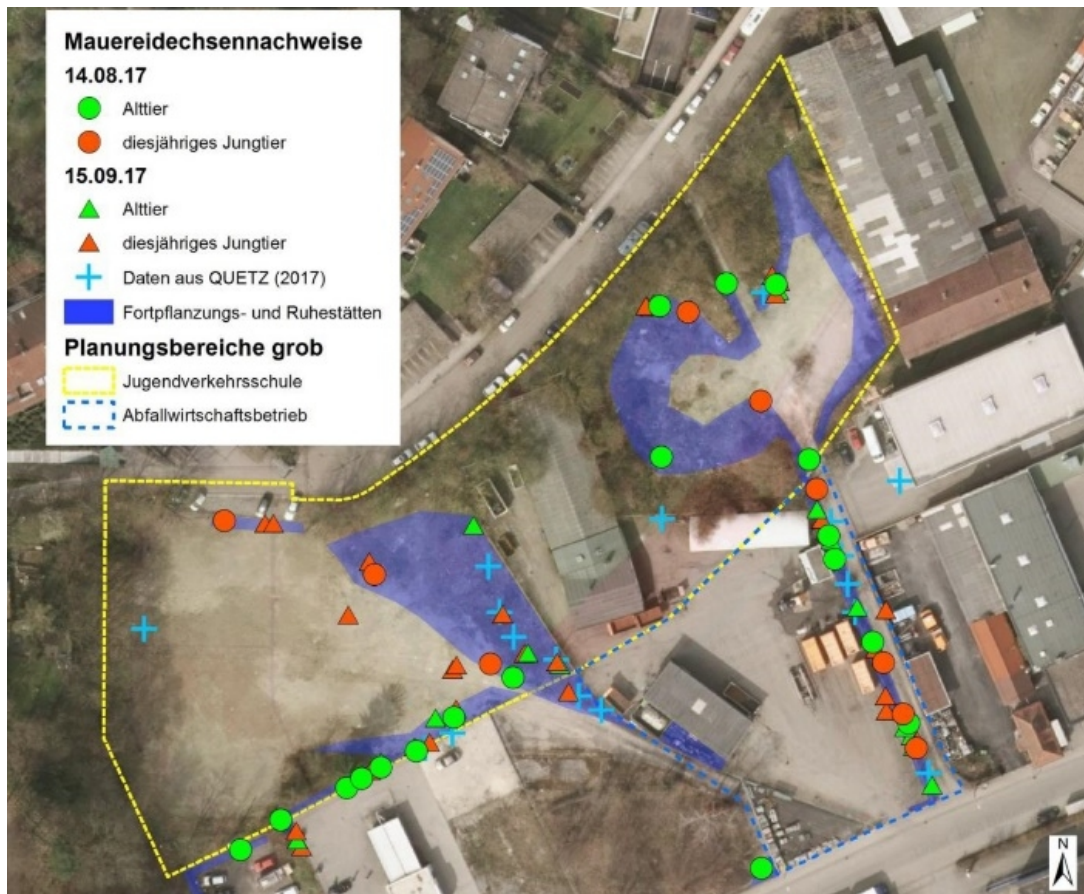 Mauereidechsennachweise
14.08.17
Alttier
diesjähriges Jungtier
15.09.17
Alttier
diesjähriges Jungtier
Daten aus QUETZ (2017)
Fortpflanzungs- und Ruhestätten
Planungsbereiche grob
Jugendverkehrsschule
Abfallwirtschaftsbetrieb
N